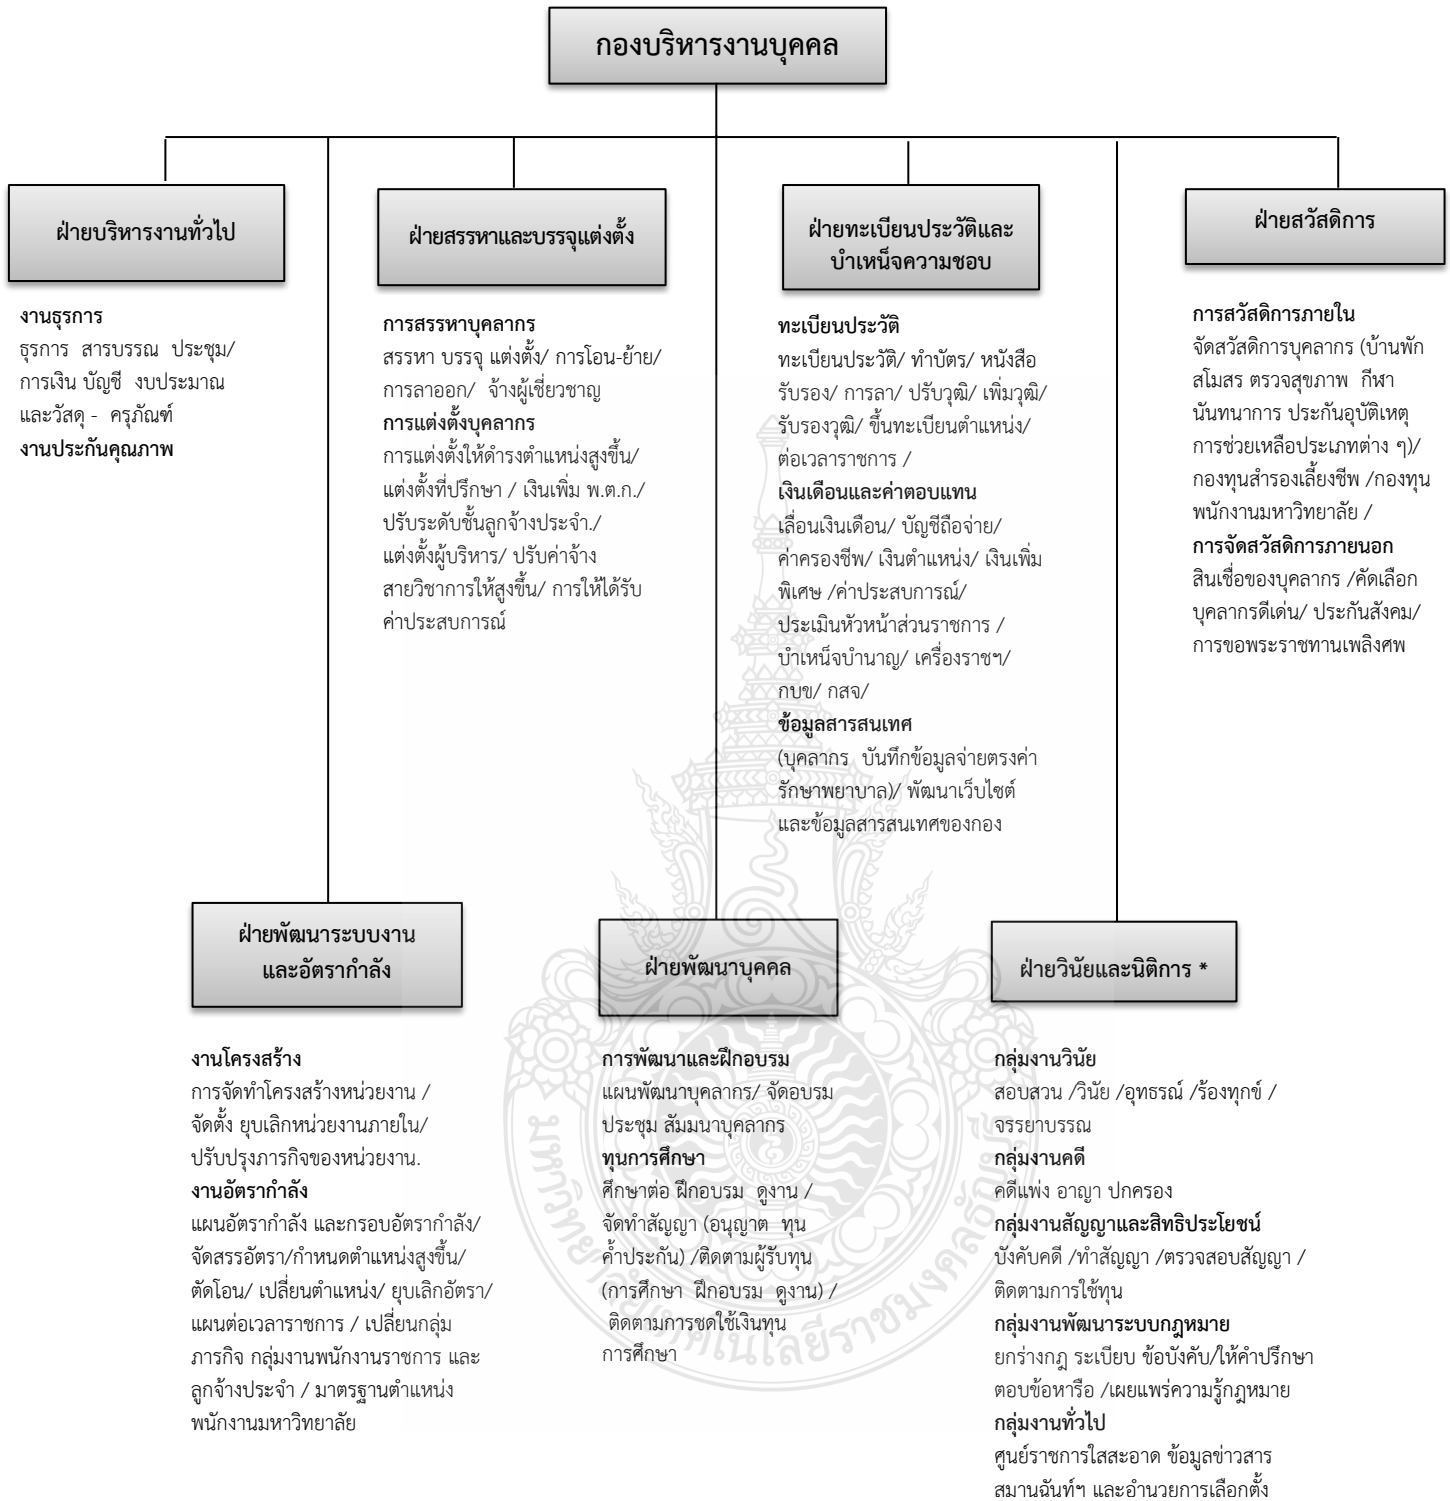 กองบริหารงานบุคคล
ฝ่ายบริหารงานทั่วไป
งานธุรการ
ธุรการ  สารบรรณ  ประชุม/
การเงิน บัญชี  งบประมาณ
และวัสดุ -  ครุภัณฑ์
งานประกันคุณภาพ
ฝ่ายสรรหาและบรรจุแต่งตั้ง
การสรรหาบุคลากร
สรรหา บรรจุ แต่งตั้ง/ การโอน-ย้าย/
การลาออก/  จ้างผู้เชี่ยวชาญ
การแต่งตั้งบุคลากร
การแต่งตั้งให้ดำรงตำแหน่งสูงขึ้น/
แต่งตั้งที่ปรึกษา / เงินเพิ่ม พ.ต.ก./
ปรับระดับชั้นลูกจ้างประจำ./
แต่งตั้งผู้บริหาร/ ปรับค่าจ้าง
สายวิชาการให้สูงขึ้น/ การให้ได้รับ
ค่าประสบการณ์
ฝ่ายทะเบียนประวัติและ
บำเหน็จความชอบ
ทะเบียนประวัติ
ทะเบียนประวัติ/ ทำบัตร/ หนังสือ
รับรอง/ การลา/ ปรับวุฒิ/ เพิ่มวุฒิ/
รับรองวุฒิ/ ขึ้นทะเบียนตำแหน่ง/
ต่อเวลาราชการ /
เงินเดือนและค่าตอบแทน
เลื่อนเงินเดือน/ บัญชีถือจ่าย/
ค่าครองชีพ/ เงินตำแหน่ง/ เงินเพิ่ม
พิเศษ /ค่าประสบการณ์/
ประเมินหัวหน้าส่วนราชการ /
บำเหน็จบำนาญ/ เครื่องราชฯ/
กบข/ กสจ/
ข้อมูลสารสนเทศ
(บุคลากร  บันทึกข้อมูลจ่ายตรงค่า
รักษาพยาบาล)/ พัฒนาเว็บไซต์
และข้อมูลสารสนเทศของกอง
ฝ่ายสวัสดิการ
การสวัสดิการภายใน
จัดสวัสดิการบุคลากร (บ้านพัก
สโมสร ตรวจสุขภาพ  กีฬา
นันทนาการ ประกันอุบัติเหตุ
การช่วยเหลือประเภทต่าง ๆ)/
กองทุนสำรองเลี้ยงชีพ /กองทุน
พนักงานมหาวิทยาลัย /
การจัดสวัสดิการภายนอก
สินเชื่อของบุคลากร /คัดเลือก
บุคลากรดีเด่น/ ประกันสังคม/
การขอพระราชทานเพลิงศพ
ฝ่ายพัฒนาระบบงาน
และอัตรากำลัง
งานโครงสร้าง
การจัดทำโครงสร้างหน่วยงาน /
จัดตั้ง ยุบเลิกหน่วยงานภายใน/
ปรับปรุงภารกิจของหน่วยงาน.
งานอัตรากำลัง
แผนอัตรากำลัง และกรอบอัตรากำลัง/
จัดสรรอัตรา/กำหนดตำแหน่งสูงขึ้น/
ตัดโอน/ เปลี่ยนตำแหน่ง/ ยุบเลิกอัตรา/
แผนต่อเวลาราชการ / เปลี่ยนกลุ่ม
ภารกิจ กลุ่มงานพนักงานราชการ และ
ลูกจ้างประจำ / มาตรฐานตำแหน่ง
พนักงานมหาวิทยาลัย
ฝ่ายพัฒนาบุคคล
การพัฒนาและฝึกอบรม
แผนพัฒนาบุคลากร/ จัดอบรม
ประชุม สัมมนาบุคลากร
ทุนการศึกษา
ศึกษาต่อ ฝึกอบรม  ดูงาน /
จัดทำสัญญา (อนุญาต  ทุน
ค้ำประกัน) /ติดตามผู้รับทุน
(การศึกษา  ฝึกอบรม  ดูงาน) /
ติดตามการชดใช้เงินทุน
การศึกษา
ฝ่ายวินัยและนิติการ *
กลุ่มงานวินัย
สอบสวน /วินัย /อุทธรณ์ /ร้องทุกข์ /
จรรยาบรรณ
กลุ่มงานคดี
คดีแพ่ง อาญา ปกครอง
กลุ่มงานสัญญาและสิทธิประโยชน์
บังคับคดี /ทำสัญญา /ตรวจสอบสัญญา /
ติดตามการใช้ทุน
กลุ่มงานพัฒนาระบบกฎหมาย
ยกร่างกฎ ระเบียบ ข้อบังคับ/ให้คำปรึกษา
ตอบข้อหารือ /เผยแพร่ความรู้กฎหมาย
กลุ่มงานทั่วไป
ศูนย์ราชการใสสะอาด ข้อมูลข่าวสาร
สมานฉันท์ฯ และอำนวยการเลือกตั้ง
มหาวิทยาลัยเทคโนโลยีราชมงคลธัญบุรี